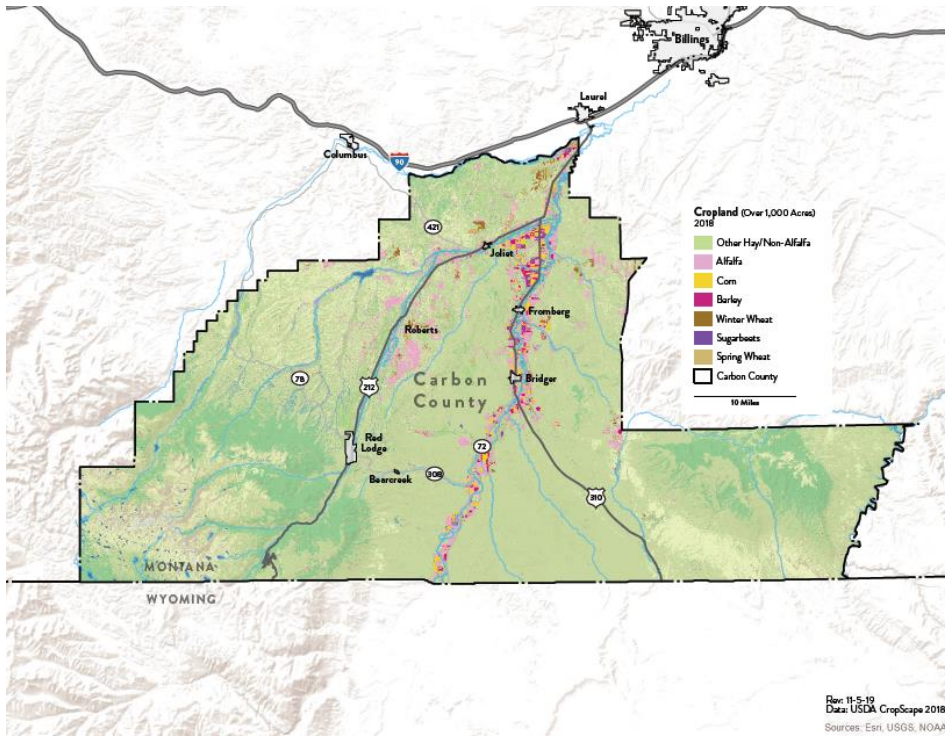 Billings
Laurel
Columbus
90
Cropland (Over 1,000 Acres)
2018
Other Hay/Non-Alfalfa
Alfalfa
Corn
Barley
Winter Wheat
Sugarbeets
Spring Wheat
Carbon County
10 Miles
421
Joliet
Fromberg
Roberts
78
212
Carbon
County
Bridger
Red
Lodge
72
Bearcreek
308
310
MONTANA
WYOMING
Rev: 11-5-19
Data: USDA CropScape 2018
Sources: Esri, USGS, NOAA